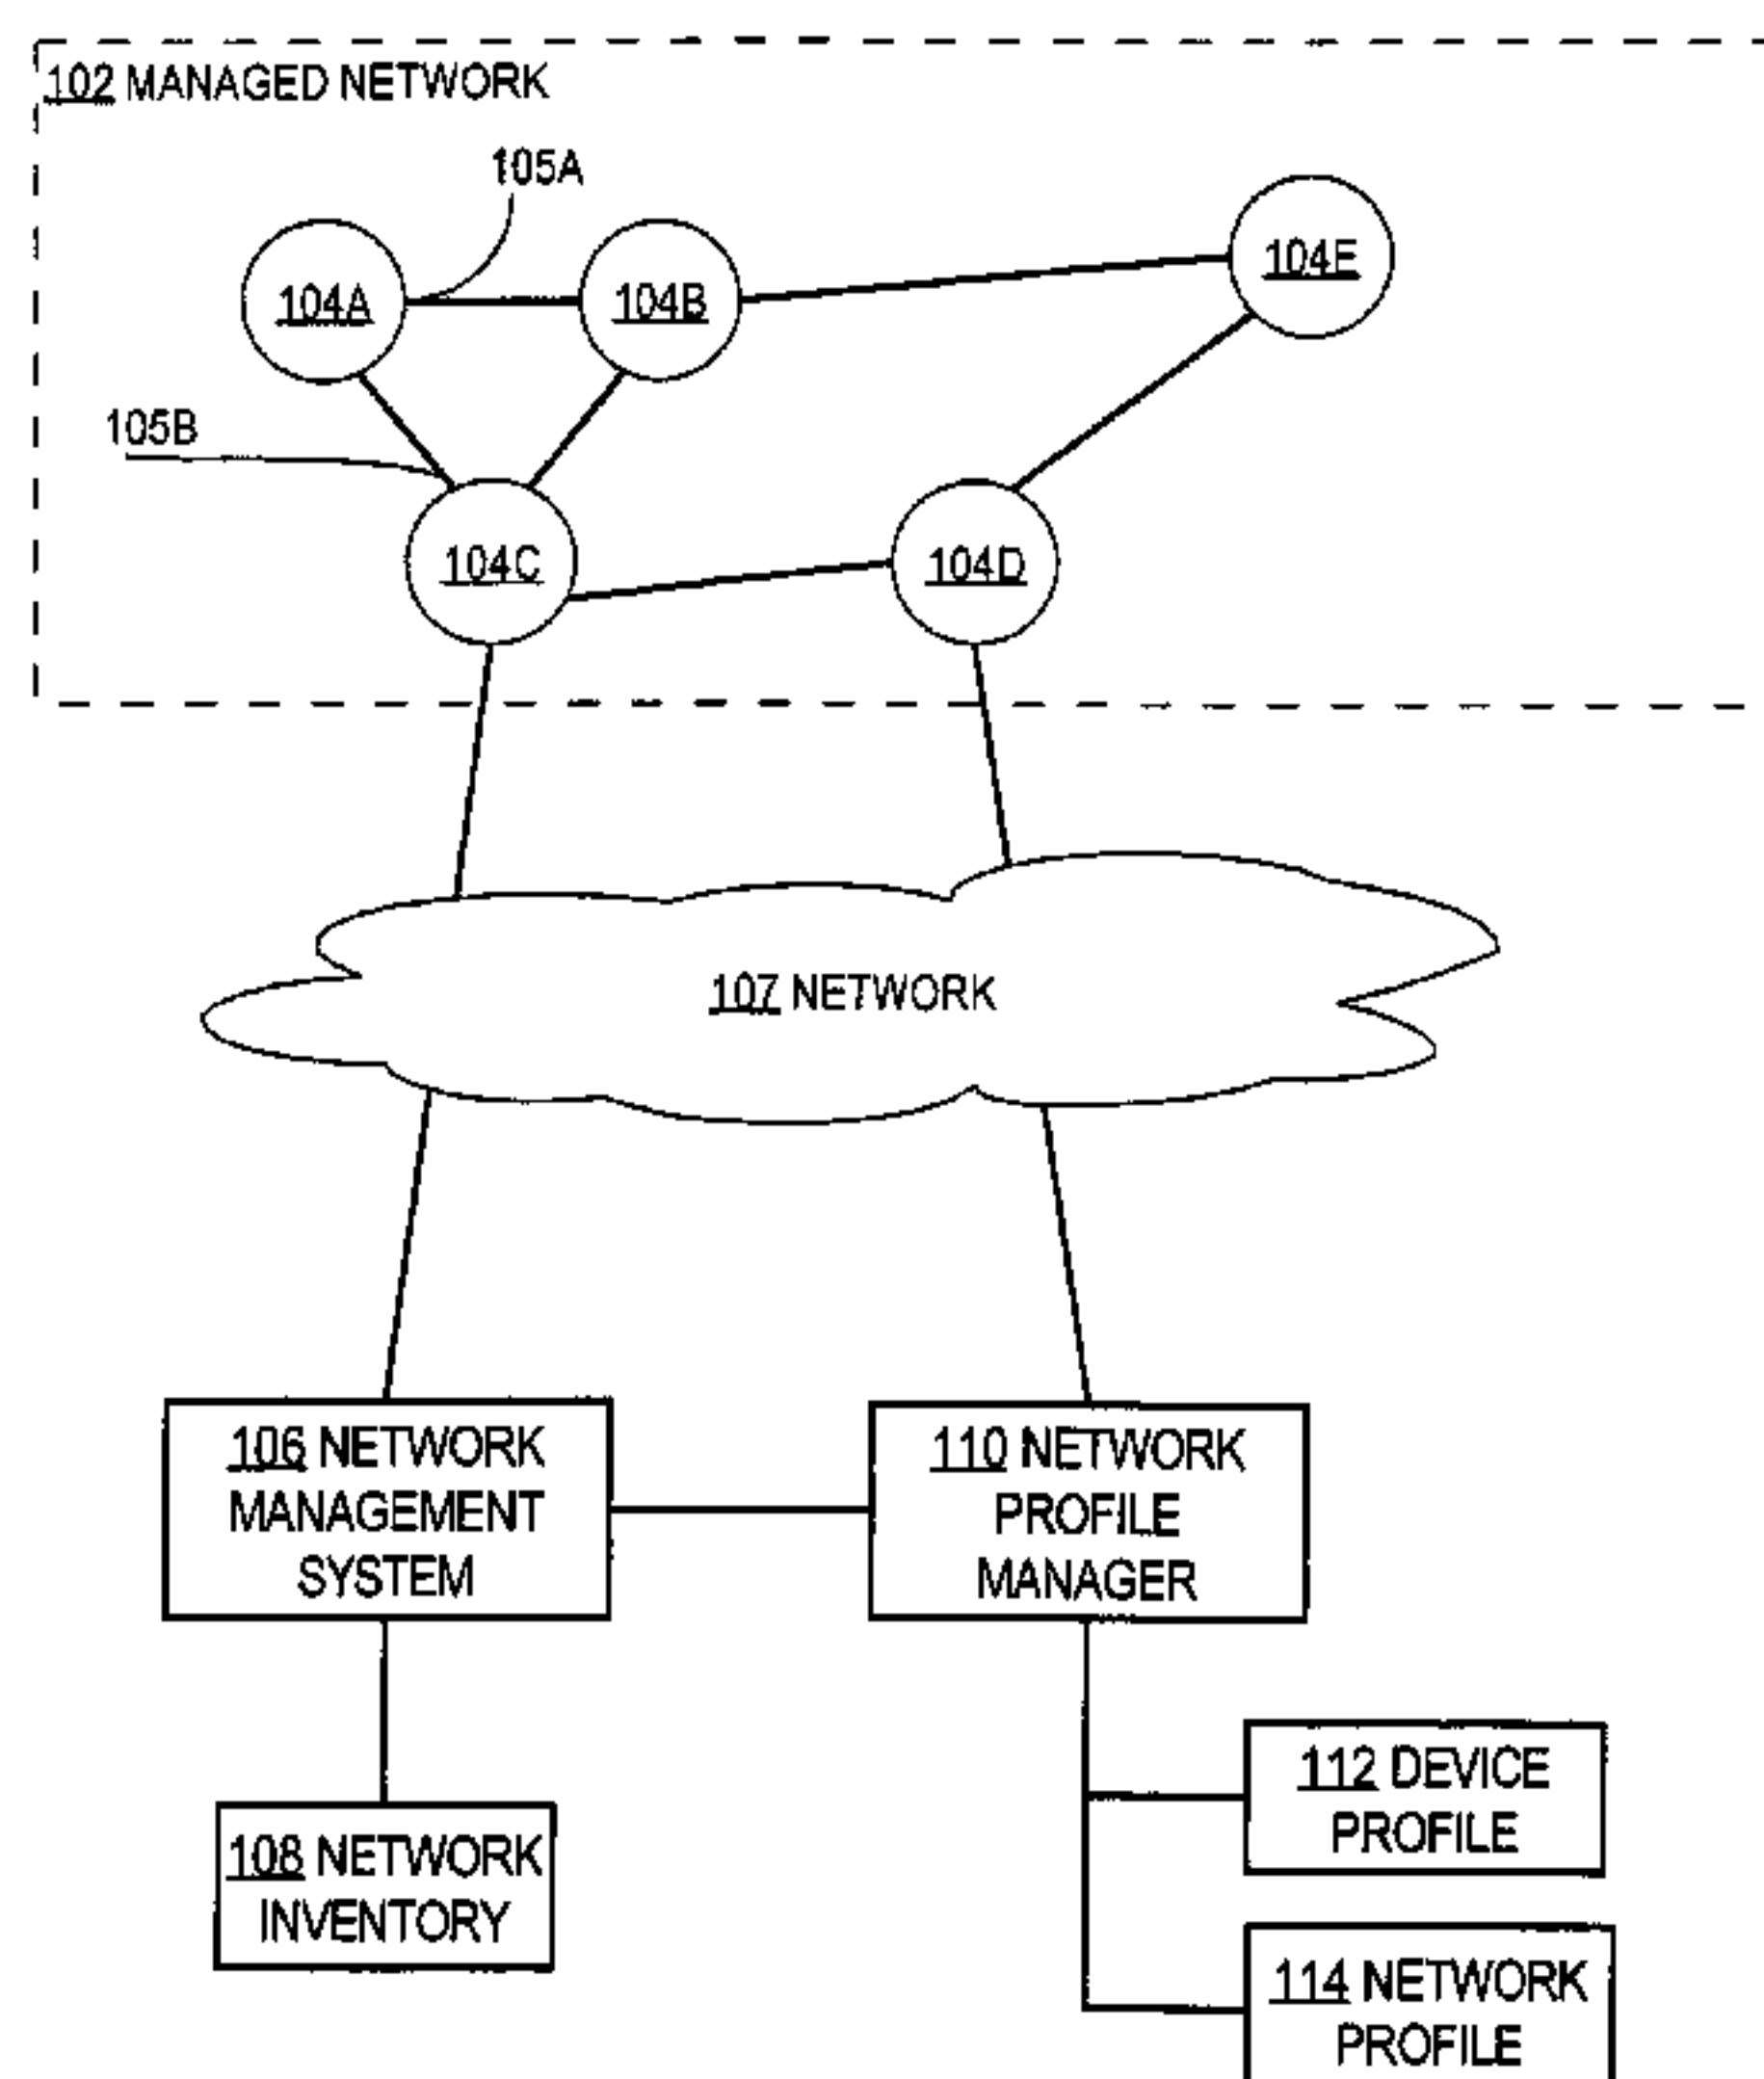 102 MANAGED NETWORK
105A
104A
104B
104E
105B
104C
104D
107 NETWORK
106 NETWORK
MANAGEMENT
SYSTEM
110 NETWORK
PROFILE
MANAGER
112 DEVICE
PROFILE
108 NETWORK
INVENTORY
114 NETWORK
PROFILE